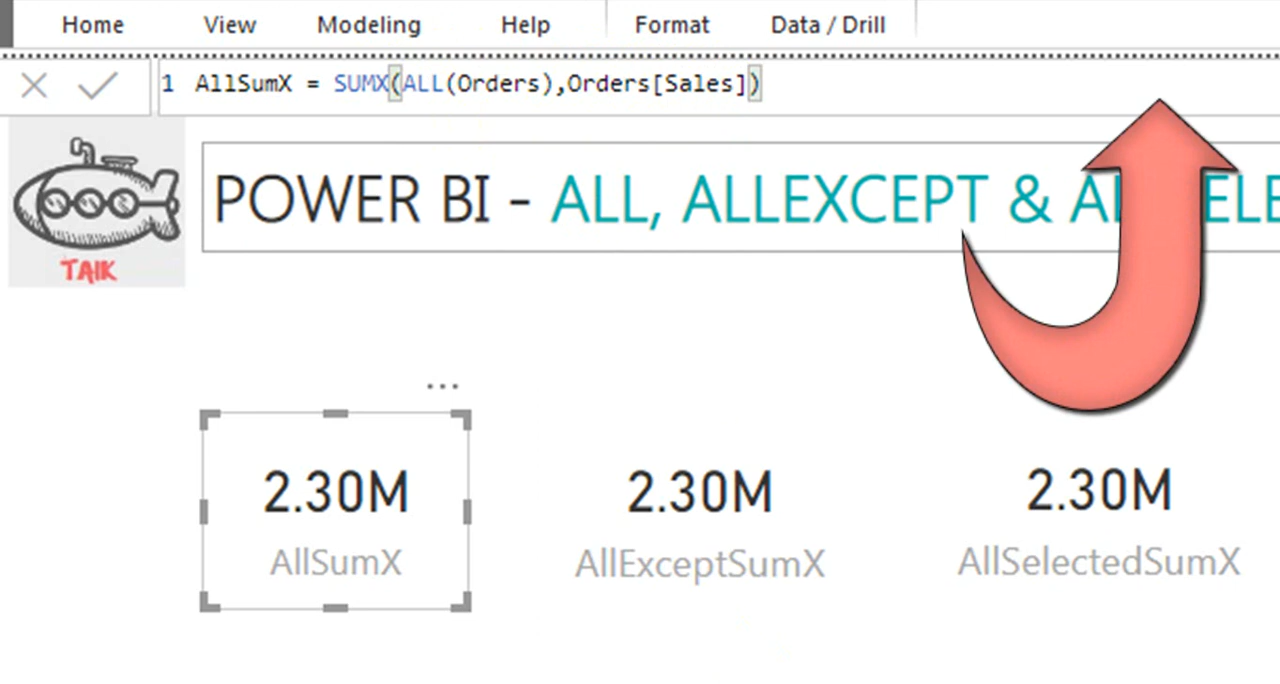 Home View Modeling Help Format Data / Drill
1 AllSumX = SUMX(ALL(Orders),Orders[Sales])
TAIK
POWER BI - ALL, ALLEXCEPT &
2.30M 2.30M 2.30M
AllSumX AllExceptSumX AllSelectedSumX